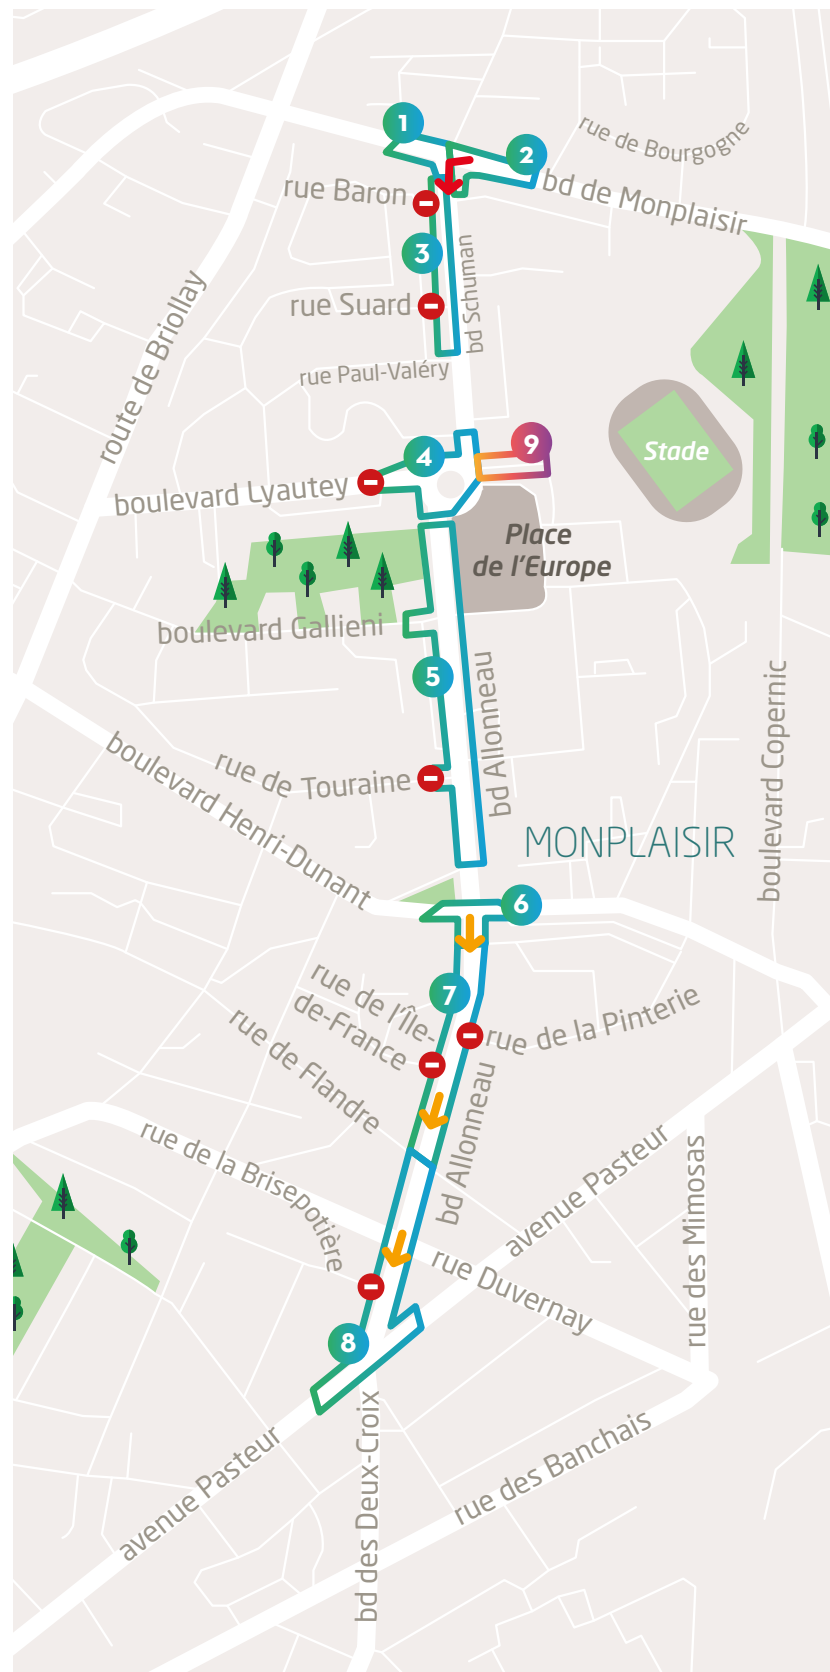 1
2
rue de Bourgogne
rue Baron
bd de Monplaisir
3
bd Schuman
rue Suard
route de Briollay
rue Paul-Valéry
4
9
Stade
boulevard Lyautey
Place
de l'Europe
boulevard Gallieni
5
bd Allonneau
boulevard Copernic
rue de Touraine
boulevard Henri-Dunant
MONPLAISIR
6
7
rue de l'Île-
de-France
rue de la Pinterie
rue de Flandre
bd Allonneau
rue de la Brisepotière
avenue Pasteur
rue des Mimosas
rue Duvernay
8
avenue Pasteur
bd des Deux-Croix
rue des Banchais